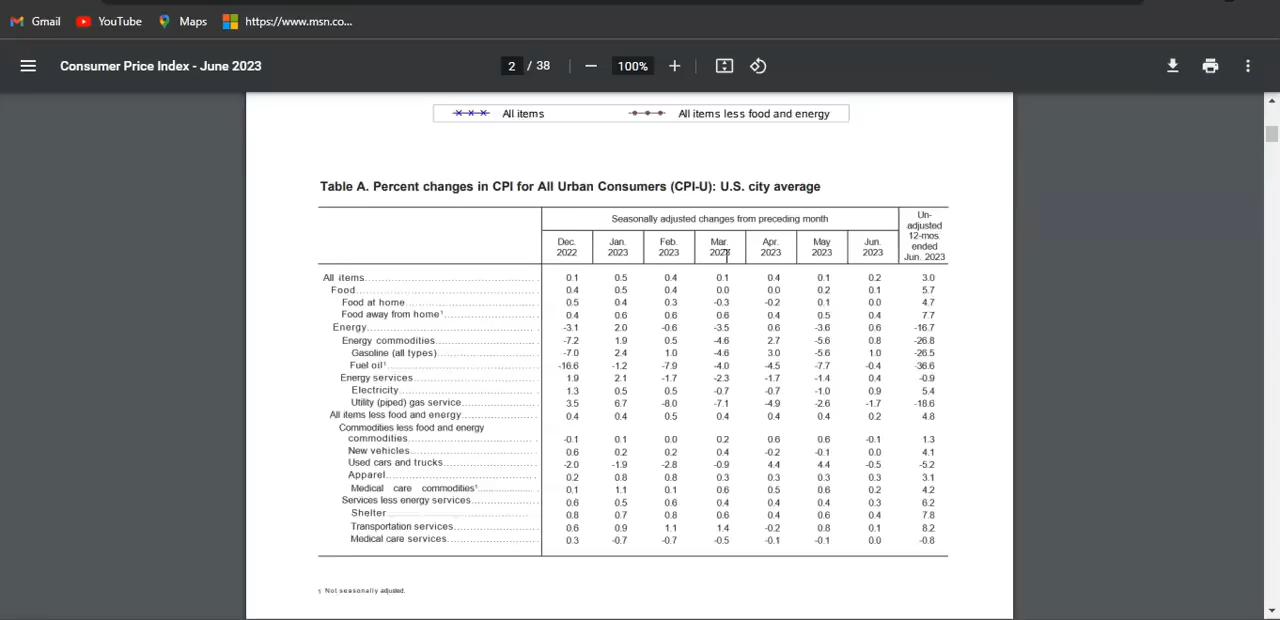 Gmail YouTube Maps https://www.msn.co...
Consumer Price Index - June 2023 2 / 38 100%
All items All items less food and energy
Table A. Percent changes in CPI for All Urban Consumers (CPI-U): U.S. city average
Seasonally adjusted changes from preceding month
Un-
adjusted
12-mos.
ended
Jun. 2023
Dec. 2022 Jan. 2023 Feb. 2023 Mar. 2023 Apr. 2023 May 2023 Jun. 2023
All items 0.1 0.5 0.4 0.1 0.4 0.1 0.2 3.0
Food 0.4 0.5 0.4 0.0 0.0 0.2 0.1 5.7
Food at home 0.5 0.4 0.3 -0.3 -0.2 0.1 0.0 4.7
Food away from home¹ 0.4 0.6 0.6 0.6 0.4 0.5 0.4 7.7
Energy -3.1 2.0 -0.6 -3.5 0.6 -3.6 0.6 -16.7
Energy commodities -7.2 1.9 0.5 -4.6 2.7 -5.6 0.8 -26.8
Gasoline (all types) -7.0 2.4 1.0 -4.6 3.0 -5.6 1.0 -26.5
Fuel oil¹ -16.6 -1.2 -7.9 -4.0 -4.5 -7.7 -0.4 -36.6
Energy services 1.9 2.1 -1.7 -2.3 -1.7 -1.4 0.4 -0.9
Electricity 1.3 0.5 0.5 -0.7 -0.7 -1.0 0.9 5.4
Utility (piped) gas service 3.5 6.7 -8.0 -7.1 -4.9 -2.6 -1.7 -18.6
All items less food and energy 0.4 0.4 0.5 0.4 0.4 0.4 0.2 4.8
Commodities less food and energy
commodities -0.1 0.1 0.0 0.2 0.6 0.6 -0.1 1.3
New vehicles 0.6 0.2 0.2 0.4 -0.2 -0.1 0.0 4.1
Used cars and trucks -2.0 -1.9 -2.8 -0.9 4.4 4.4 -0.5 -5.2
Apparel 0.2 0.8 0.8 0.3 0.3 0.3 0.3 3.1
Medical care commodities¹ 0.1 1.1 0.1 0.6 0.5 0.6 0.2 4.2
Services less energy services 0.6 0.5 0.6 0.4 0.4 0.4 0.3 6.2
Shelter 0.8 0.7 0.8 0.6 0.4 0.6 0.4 7.8
Transportation services 0.6 0.9 1.1 1.4 -0.2 0.8 0.1 8.2
Medical care services 0.3 -0.7 -0.7 -0.5 -0.1 -0.1 0.0 -0.8
1 Not seasonally adjusted.